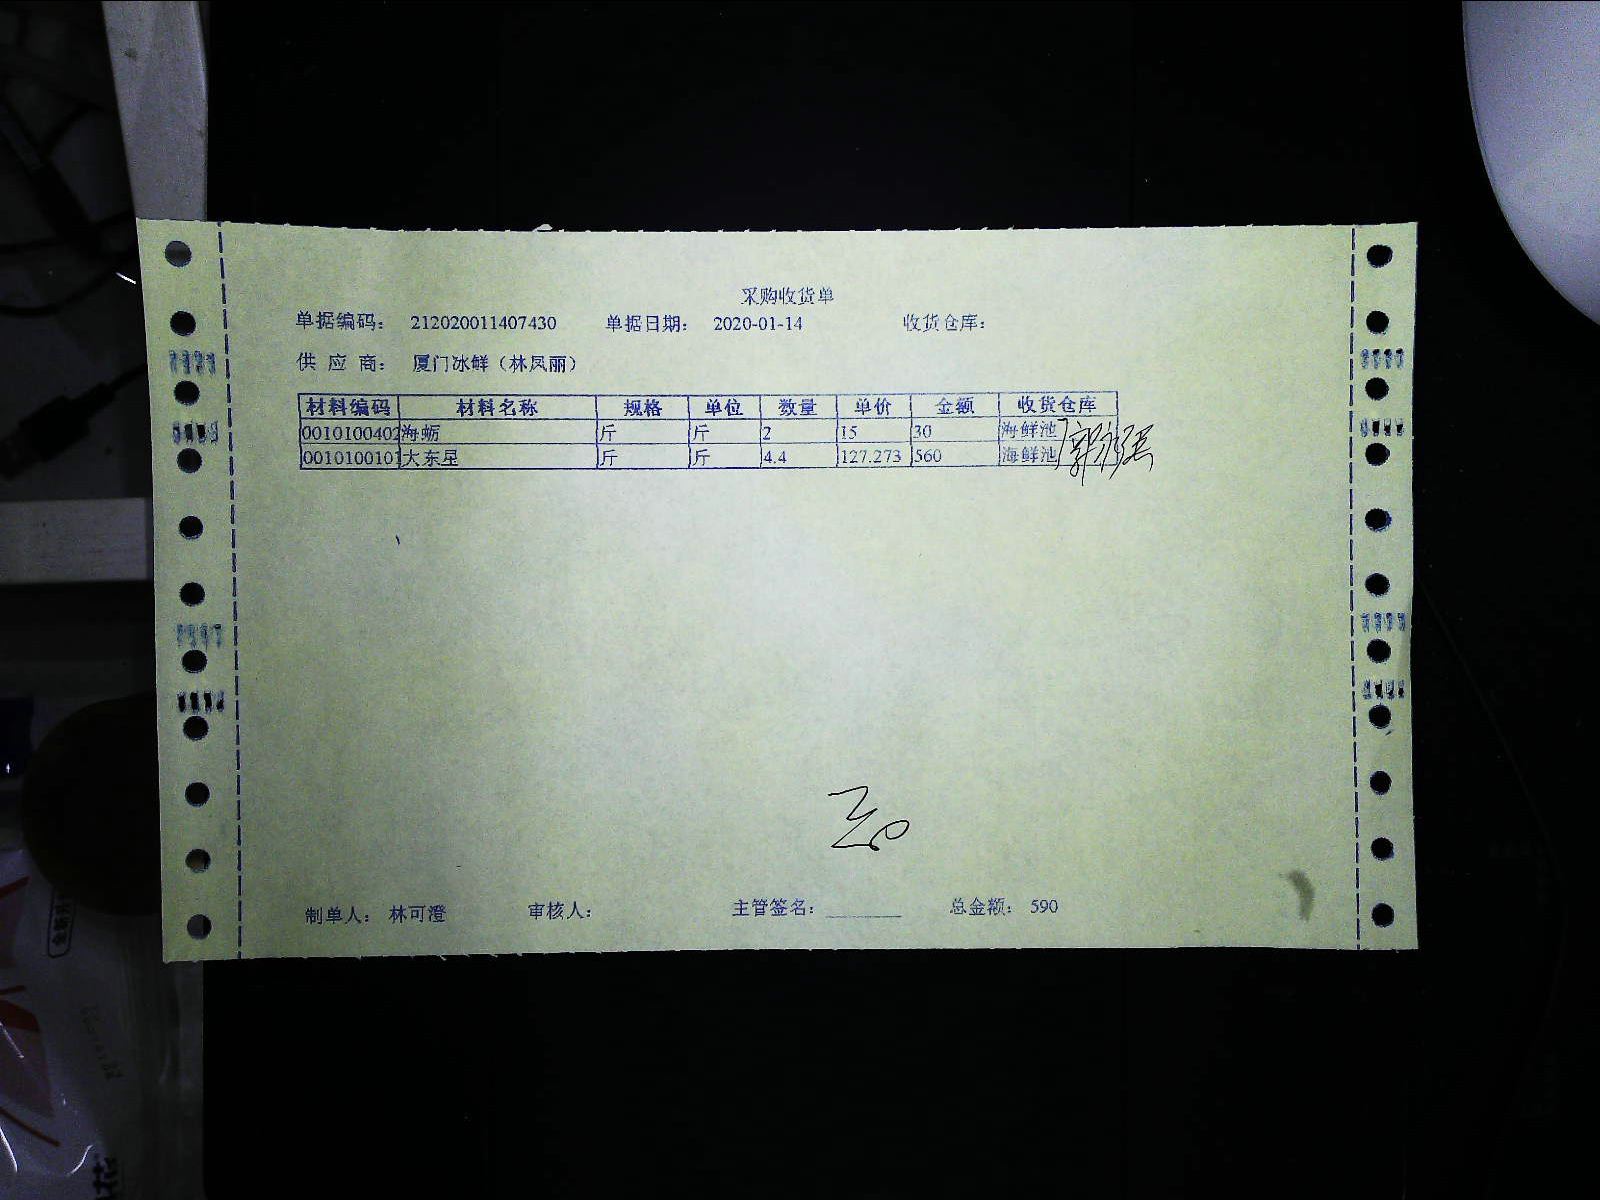 采购收货单
单据编码： 212020011407430 单据日期： 2020-01-14 收货仓库：
供 应 商： 厦门冰鲜（林凤丽）
材料编码 材料名称 规格 单位 数量 单价 金额 收货仓库
0010100402 海蛎 斤 斤 2 15 30 海鲜池
0010100101 大东星 斤 斤 4.4 127.273 560 海鲜池
制单人： 林可澄 审核人： 主管签名： 总金额： 590